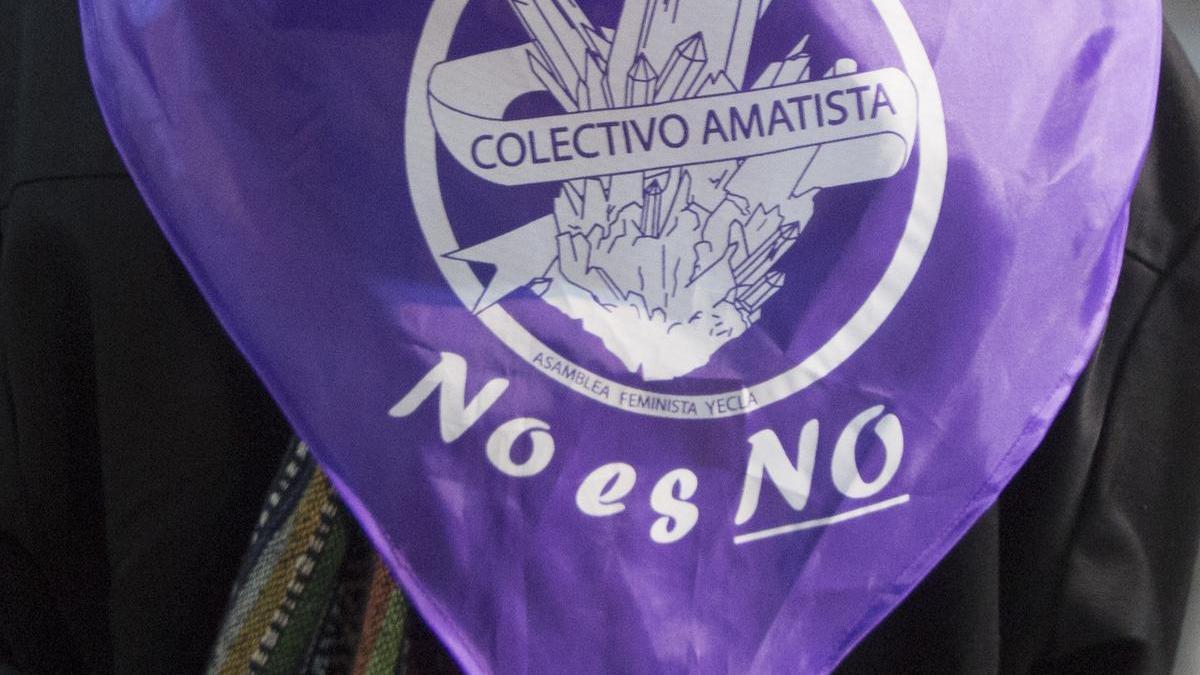 COLECTIVO AMATISTA
ASAMBLEA FEMINISTA YECLA
No es NO